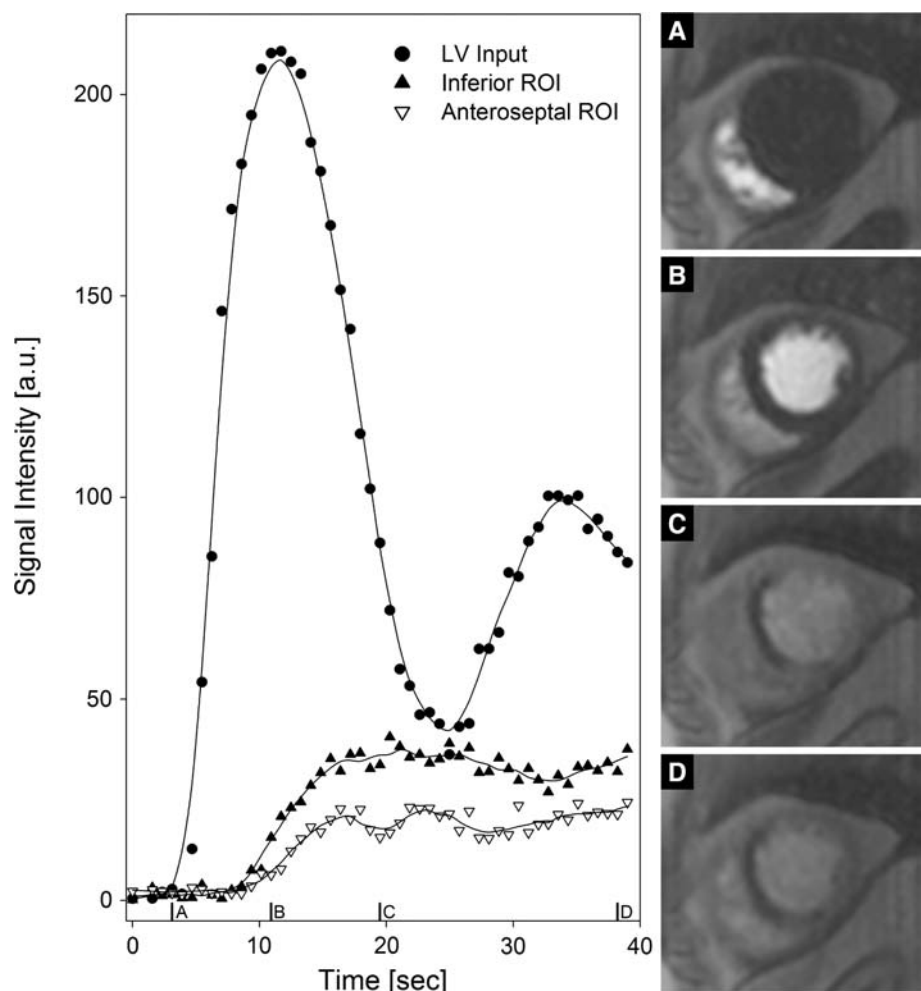 LV Input
Inferior ROI
Anteroseptal ROI
Signal Intensity [a.u.]
200
150
100
50
0
A
B
C
D
0
10
20
30
40
Time [sec]
A
B
C
D